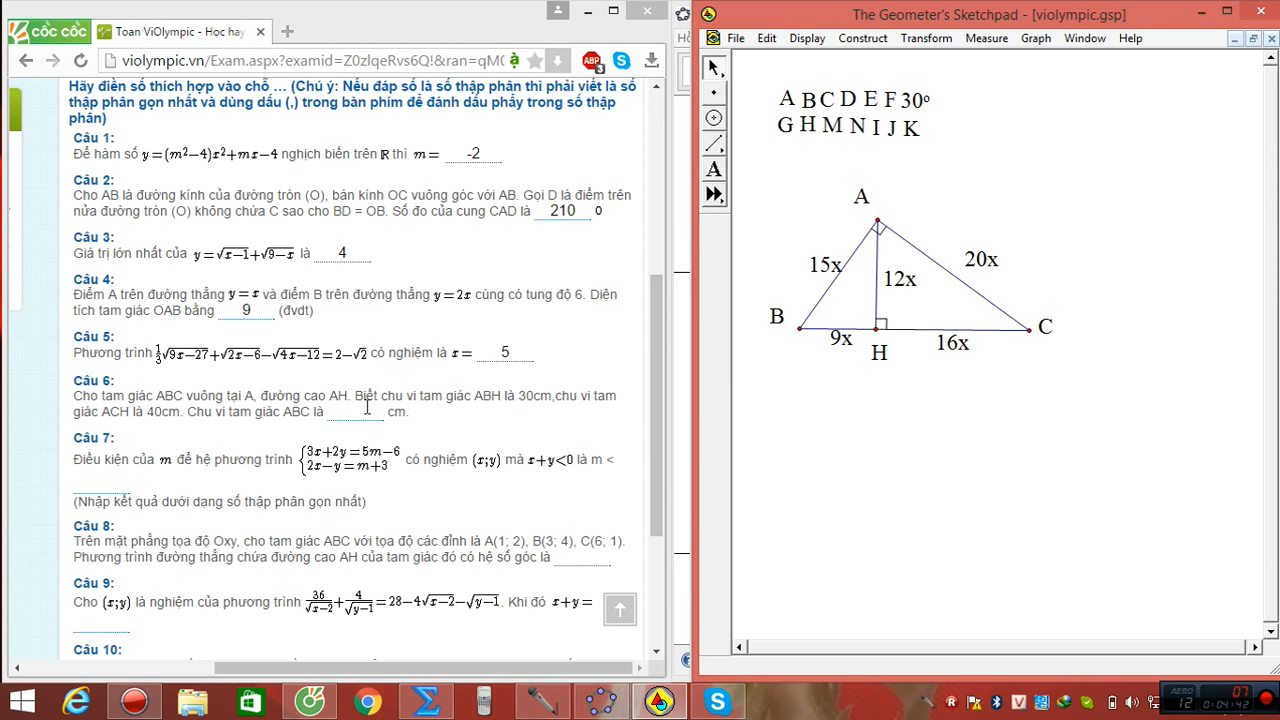 cốc cốc
Toan ViOlympic - Học hay
violympic.vn/Exam.aspx?examid=Z0zlqeRvs6Q!&ran=qM0
ABP
3
Hãy điền số thích hợp vào chỗ ... (Chú ý: Nếu đáp số là số thập phân thì phải viết là số
thập phân gọn nhất và dùng dấu (,) trong bàn phím để đánh dấu phẩy trong số thập
phân)
Câu 1:
Để hàm số y=(m²−4)x²+mx−4 nghịch biến trên ℝ thì m= -2
Câu 2:
Cho AB là đường kính của đường tròn (O), bán kính OC vuông góc với AB. Gọi D là điểm trên
nửa đường tròn (O) không chứa C sao cho BD = OB. Số đo của cung CAD là 210 0
Câu 3:
Giá trị lớn nhất của y=√x−1+√9−x là 4
Câu 4:
Điểm A trên đường thẳng y=x và điểm B trên đường thẳng y=2x cùng có tung độ 6. Diện
tích tam giác OAB bằng 9 (đvdt)
Câu 5:
Phương trình 1/3√9x−27+√2x−6−√4x−12=2−√2 có nghiệm là x= 5
Câu 6:
Cho tam giác ABC vuông tại A, đường cao AH. Biết chu vi tam giác ABH là 30cm,chu vi tam
giác ACH là 40cm. Chu vi tam giác ABC là cm.
Câu 7:
Điều kiện của m để hệ phương trình {3x+2y=5m−6 2x−y=m+3 có nghiệm (x;y) mà x+y<0 là m <
(Nhập kết quả dưới dạng số thập phân gọn nhất)
Câu 8:
Trên mặt phẳng tọa độ Oxy, cho tam giác ABC với tọa độ các đỉnh là A(1; 2), B(3; 4), C(6; 1).
Phương trình đường thẳng chứa đường cao AH của tam giác đó có hệ số góc là
Câu 9:
Cho (x;y) là nghiệm của phương trình 36/√x−2+4/√y−1=28−4√x−2−√y−1. Khi đó x+y=
Câu 10:
The Geometer's Sketchpad - [violympic.gsp]
File Edit Display Construct Transform Measure Graph Window Help
A B C D E F 30º
G H M N I J K
A
15x
20x
12x
B
C
9x
16x
H
AERO
12
07
0:04:42